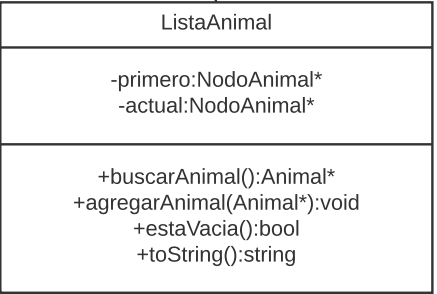 ListaAnimal
-primero:NodoAnimal*
-actual:NodoAnimal*
+buscarAnimal():Animal*
+agregarAnimal(Animal*):void
+estaVacia():bool
+toString():string